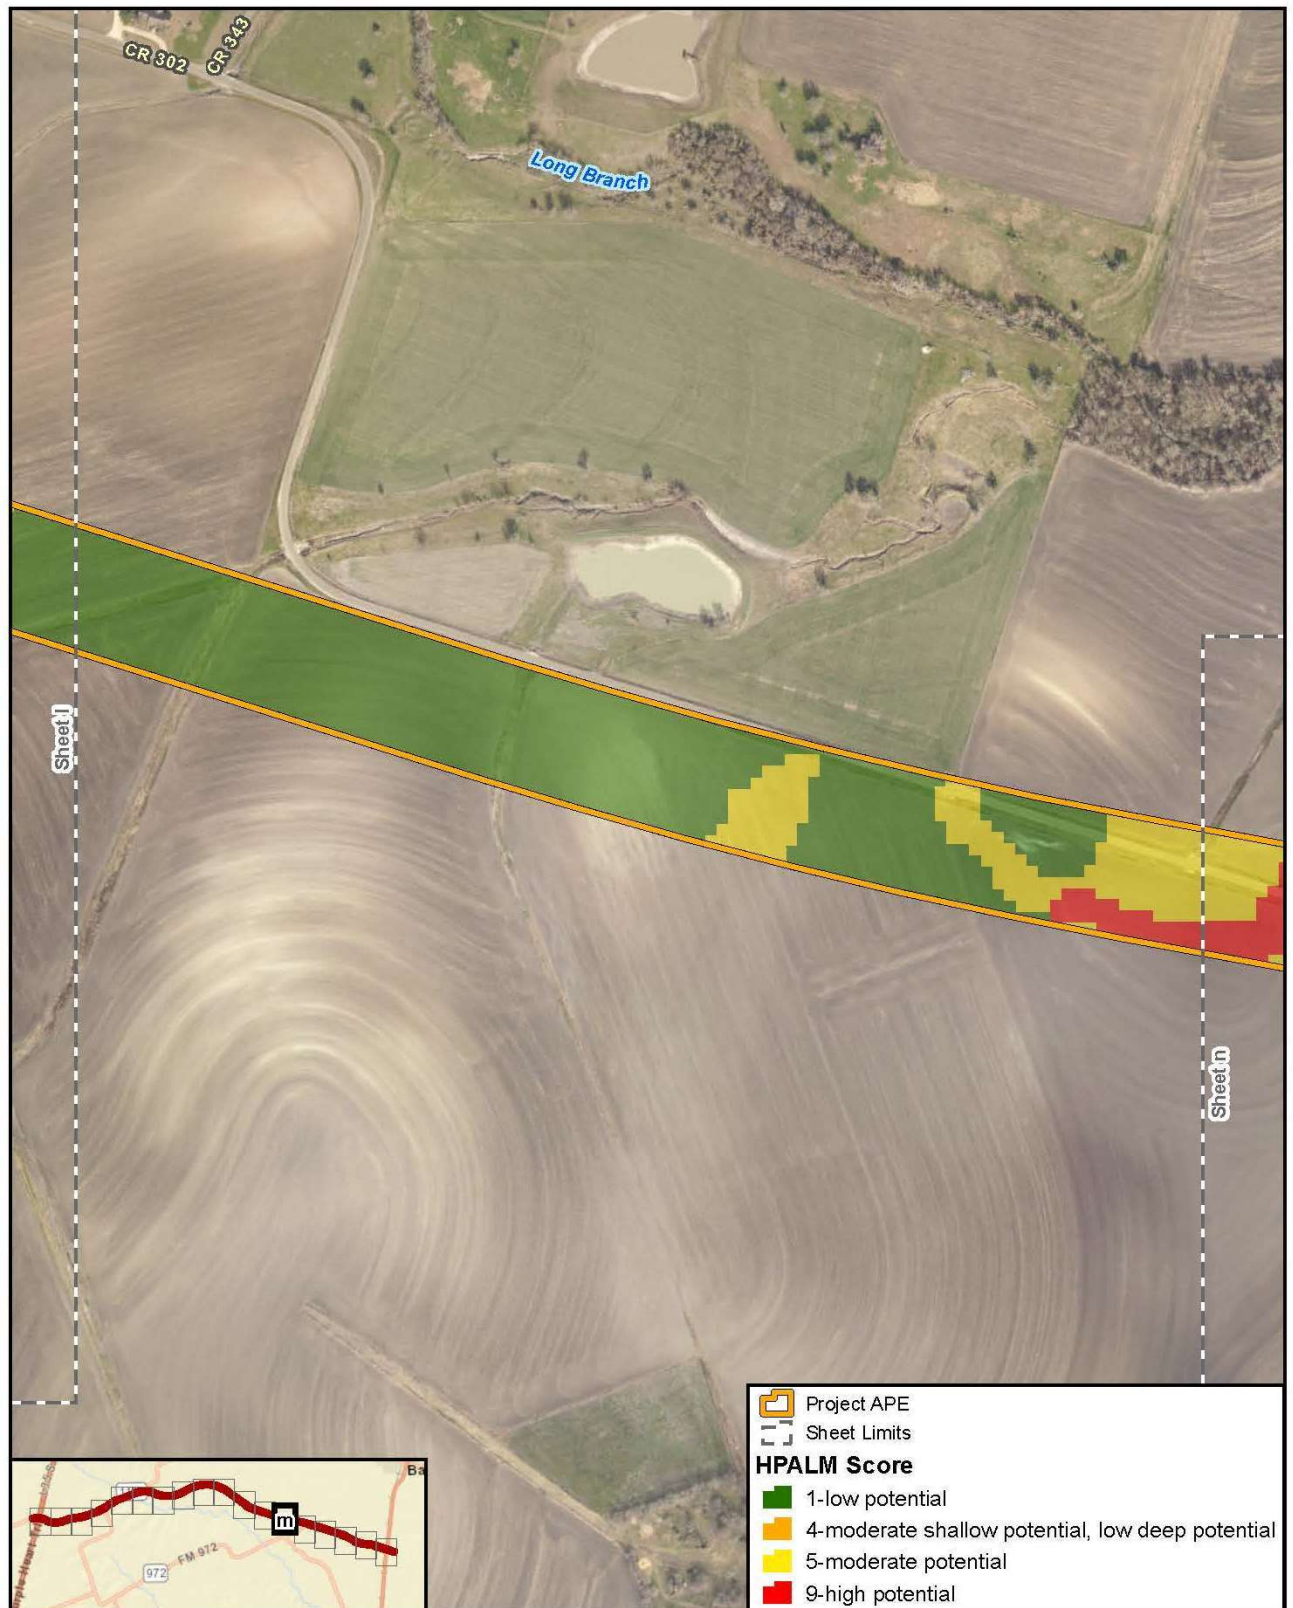 CR 302
CR 343
Long Branch
Sheet l
Sheet n
Project APE
Sheet Limits
HPALM Score
1-low potential
4-moderate shallow potential, low deep potential
5-moderate potential
9-high potential
Ba
m
FM 972
972